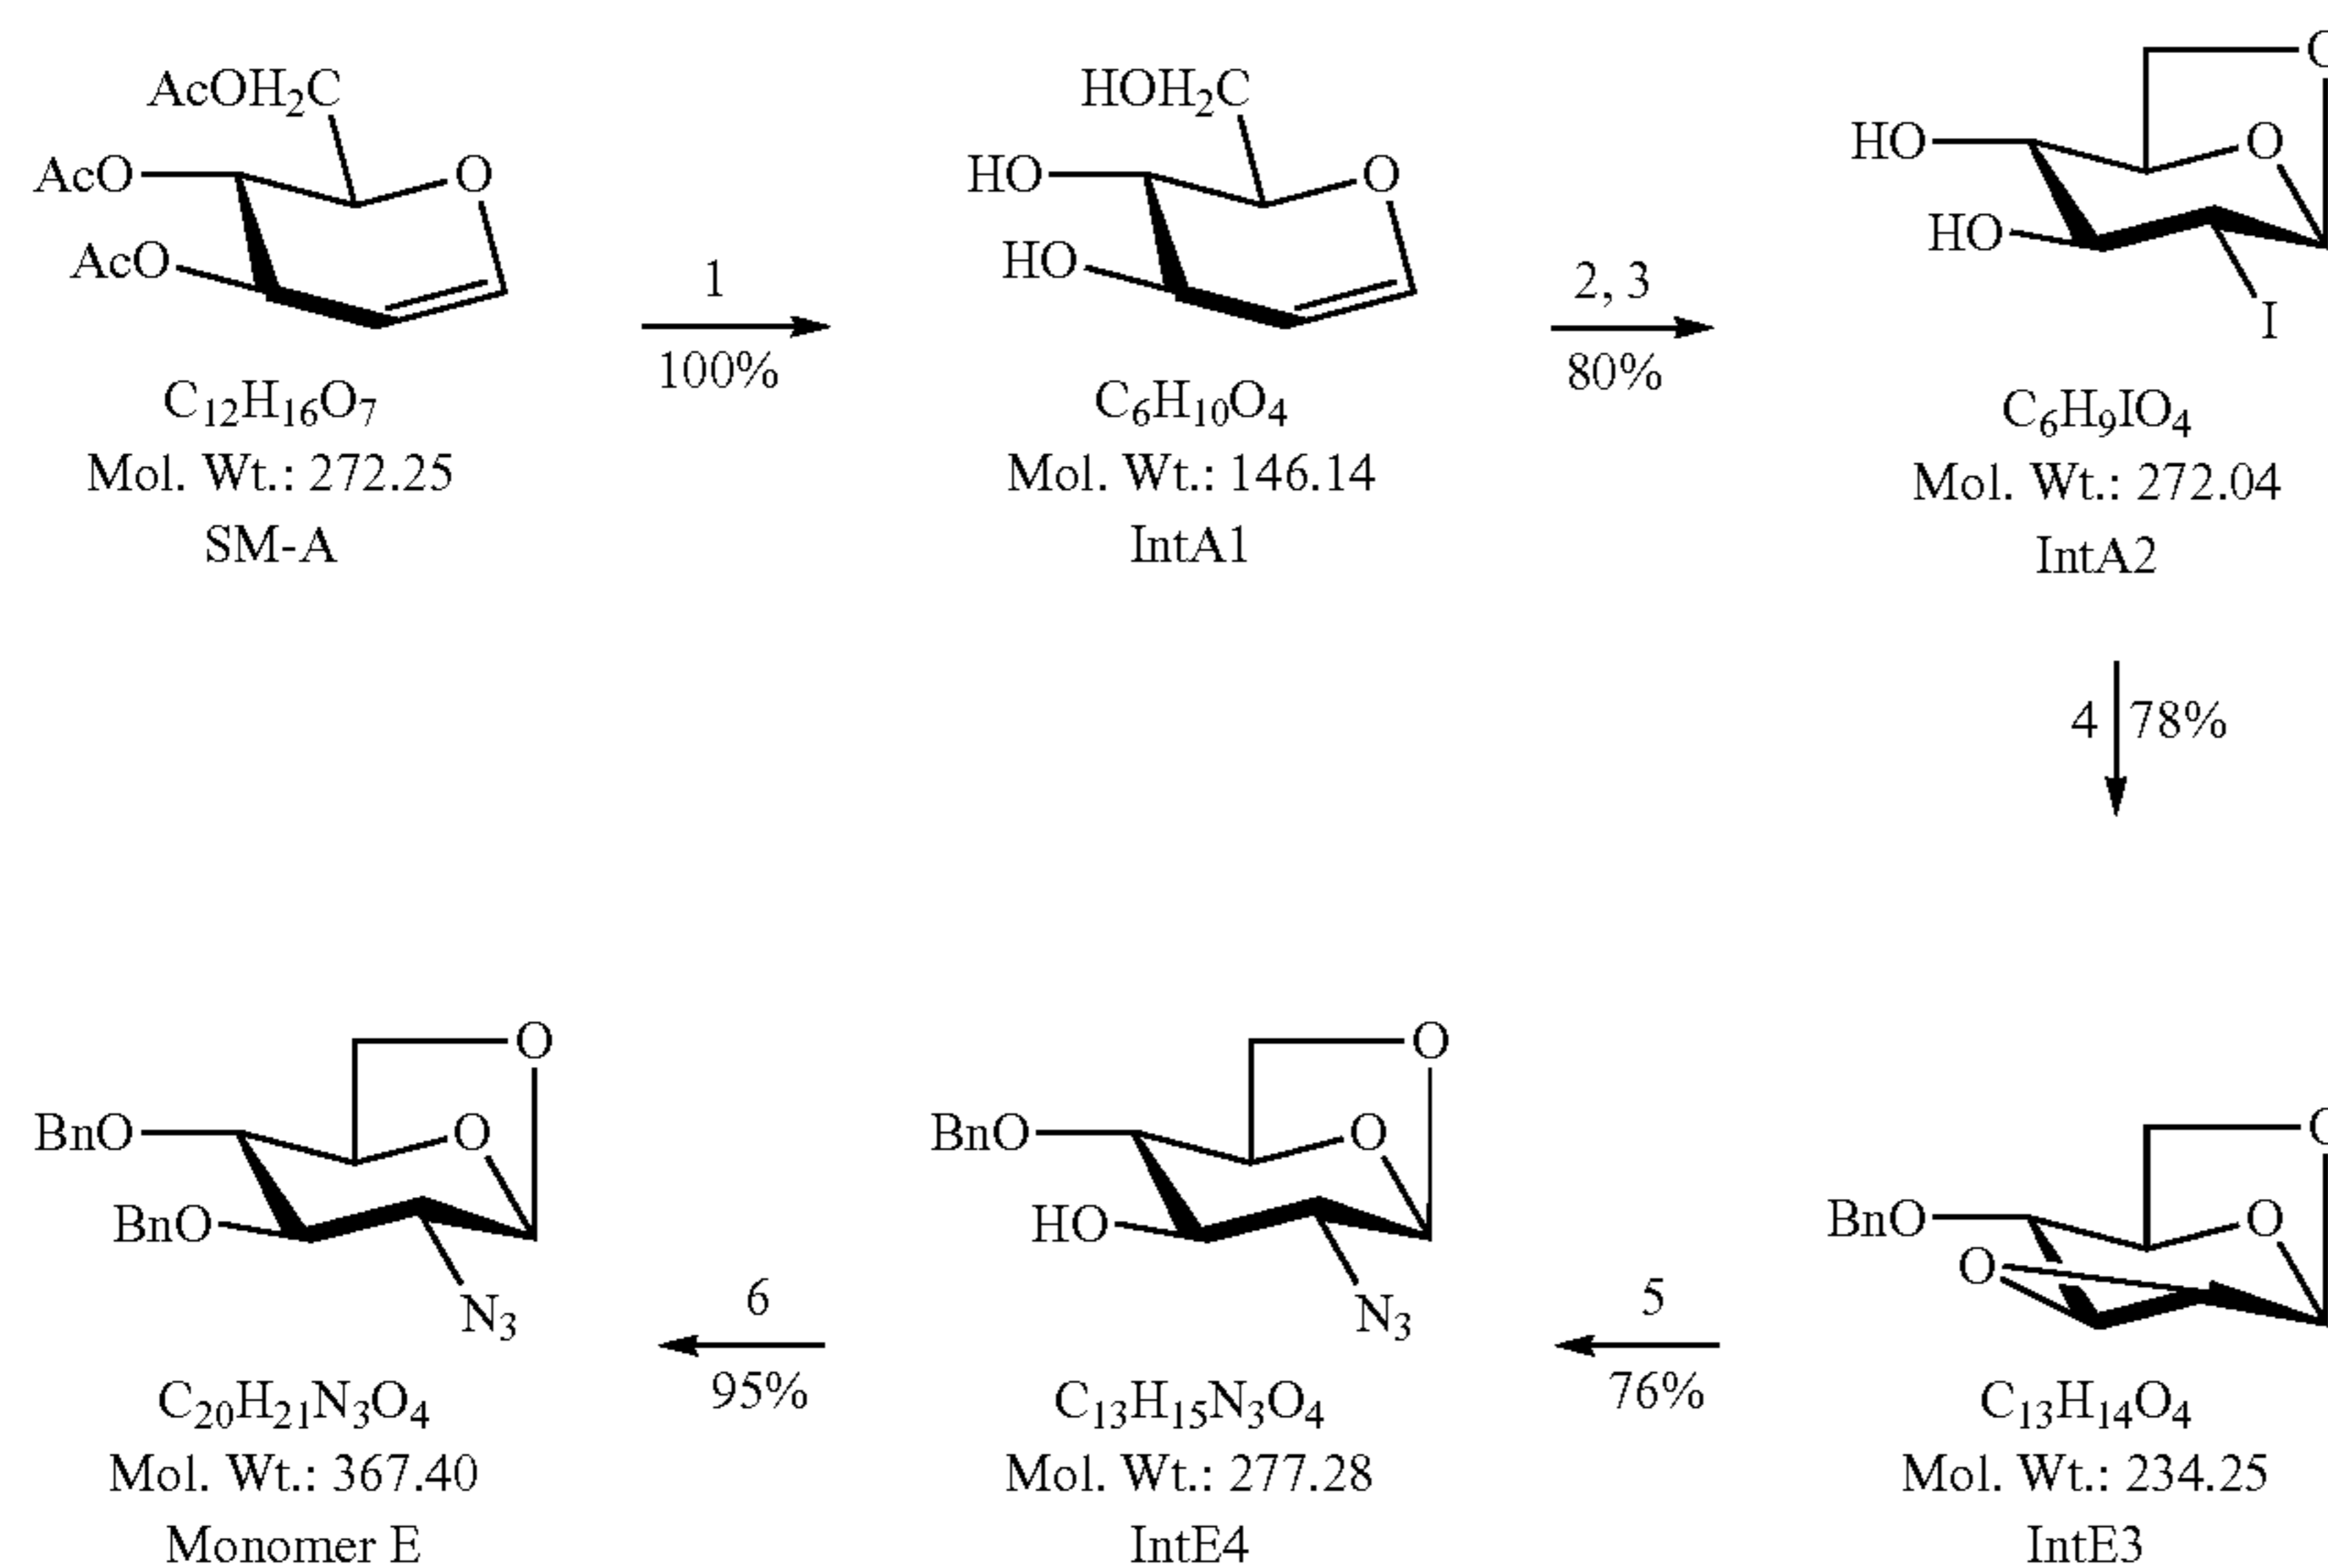 AcOH₂C
AcO
O
AcO
C₁₂H₁₆O₇
Mol. Wt.: 272.25
SM-A
1
100%
HOH₂C
HO
O
HO
C₆H₁₀O₄
Mol. Wt.: 146.14
IntA1
2, 3
80%
O
HO
O
HO
I
C₆H₉IO₄
Mol. Wt.: 272.04
IntA2
4
78%
O
BnO
O
BnO
N₃
C₂₀H₂₁N₃O₄
Mol. Wt.: 367.40
Monomer E
6
95%
O
BnO
O
HO
N₃
C₁₃H₁₅N₃O₄
Mol. Wt.: 277.28
IntE4
5
76%
O
BnO
O
O
C₁₃H₁₄O₄
Mol. Wt.: 234.25
IntE3